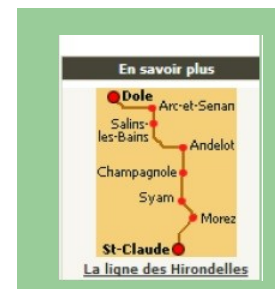 En savoir plus
Dole
Arc-et-Senan
Salins-
les-Bains
Andelot
Champagnole
Syam
Morez
St-Claude
La ligne des Hirondelles